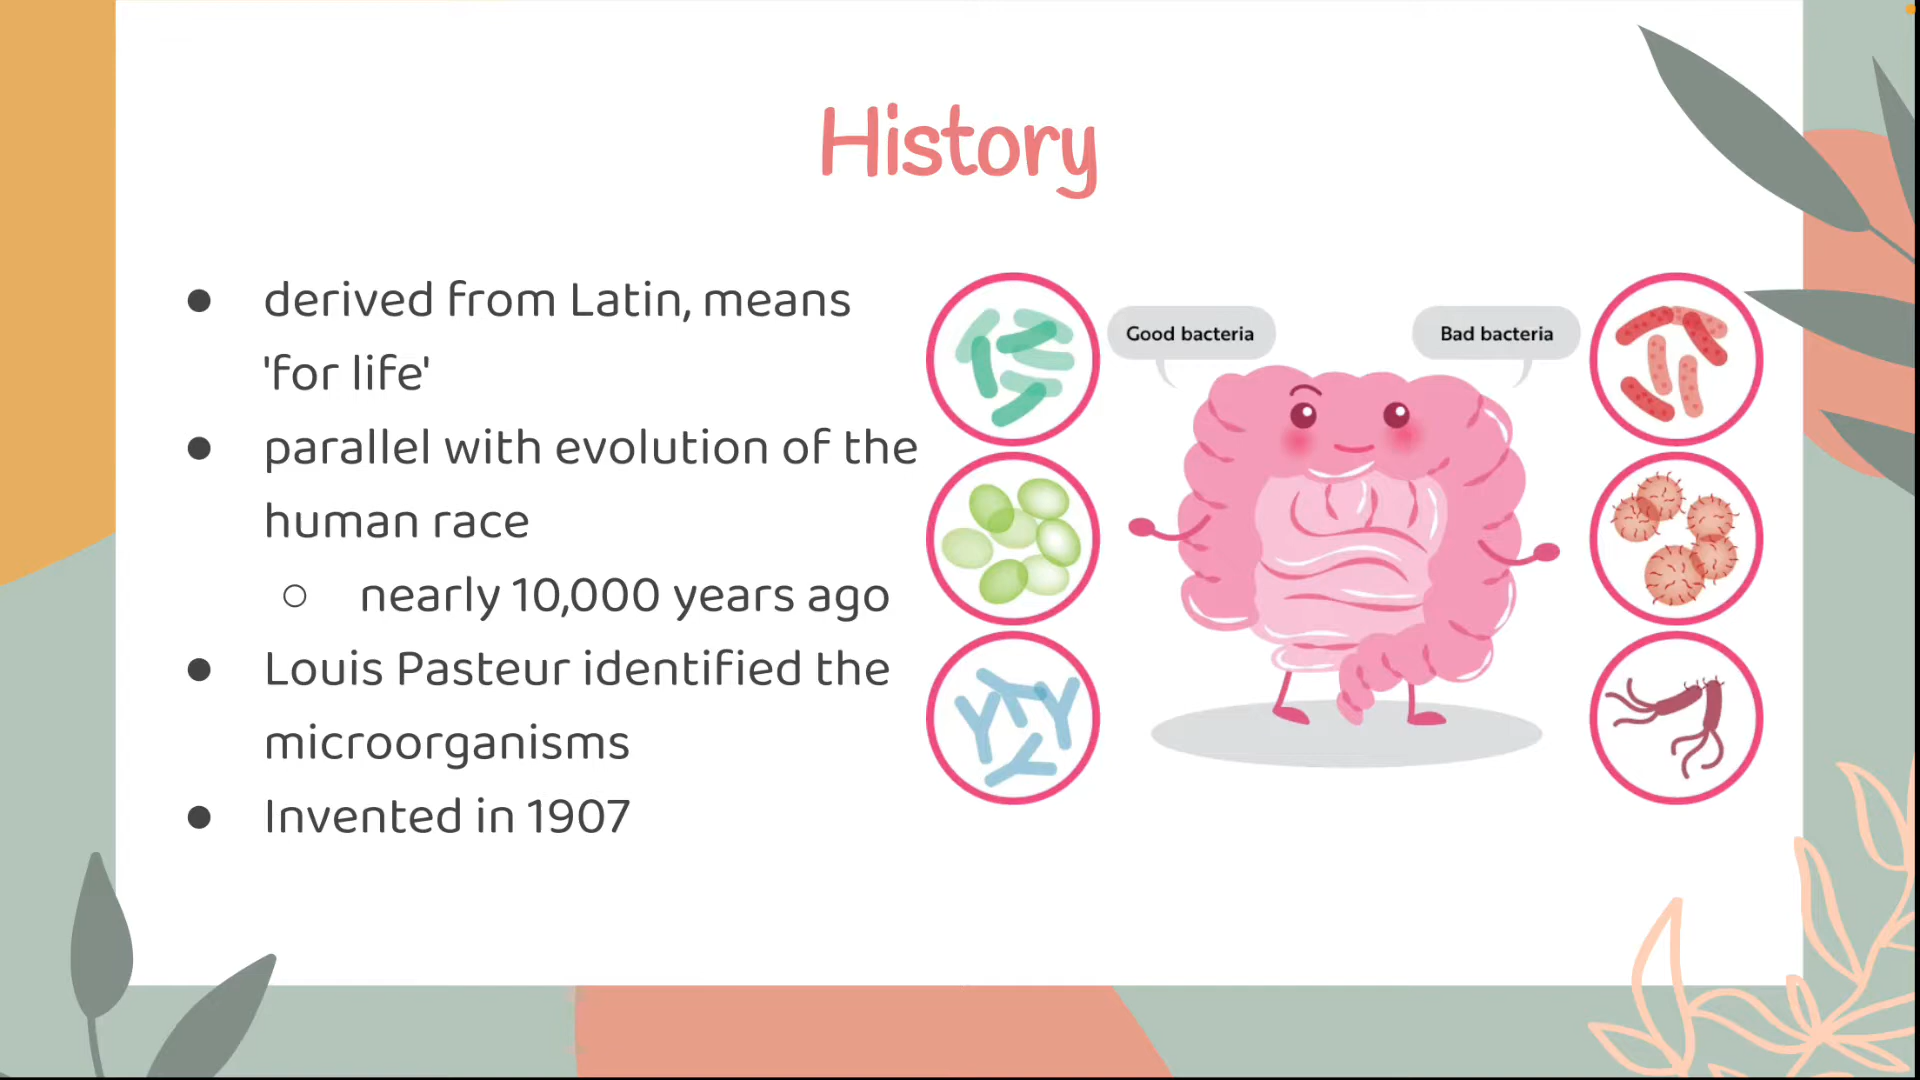 History
● derived from Latin, means
'for life'
● parallel with evolution of the
human race
○ nearly 10,000 years ago
● Louis Pasteur identified the
microorganisms
● Invented in 1907
Good bacteria
Bad bacteria